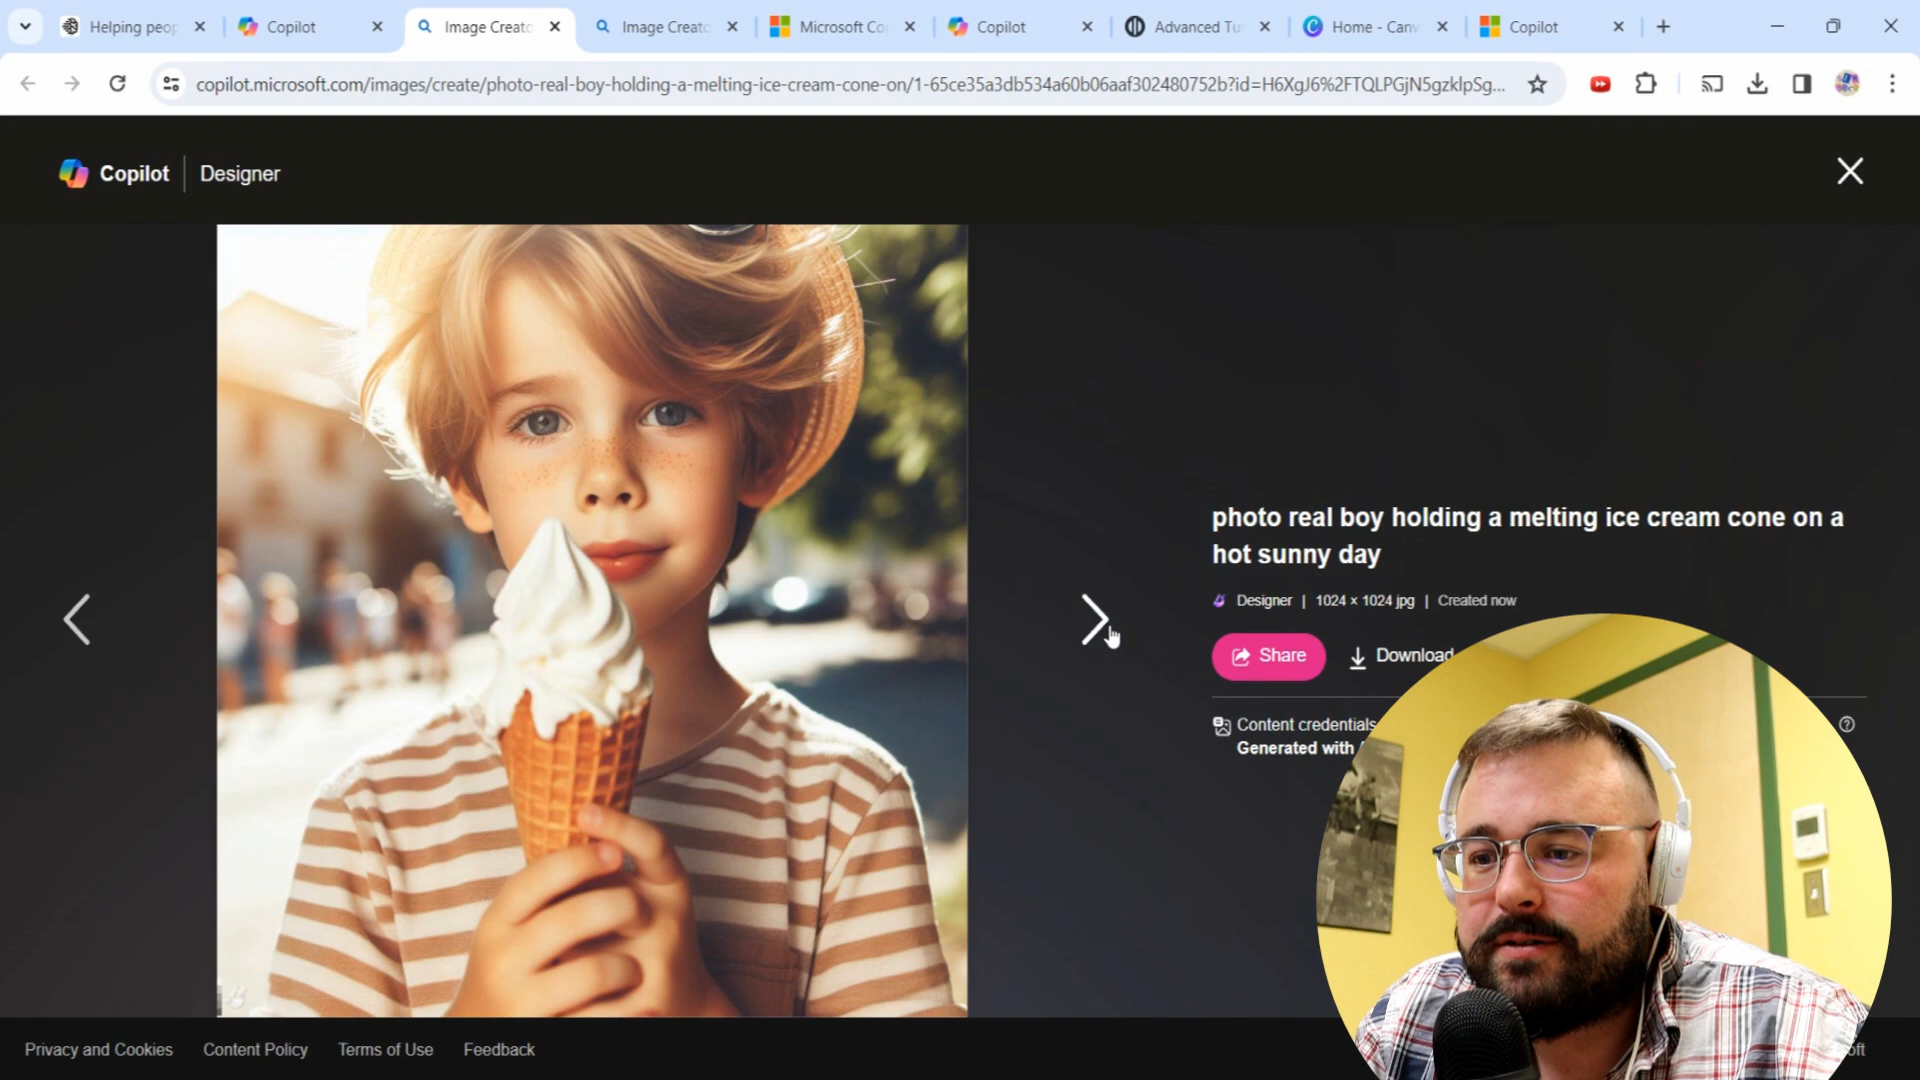 Helping peop
Copilot
Image Creato
Image Creato
Microsoft Co
Copilot
Advanced Tu
Home - Canv
Copilot
copilot.microsoft.com/images/create/photo-real-boy-holding-a-melting-ice-cream-cone-on/1-65ce35a3db534a60b06aaf302480752b?id=H6XgJ6%2FTQLPGjN5gzklpSg...
Copilot | Designer
photo real boy holding a melting ice cream cone on a
hot sunny day
Designer | 1024 × 1024 jpg | Created now
Share
Download
Content credentials
Generated with
Privacy and Cookies
Content Policy
Terms of Use
Feedback
oft